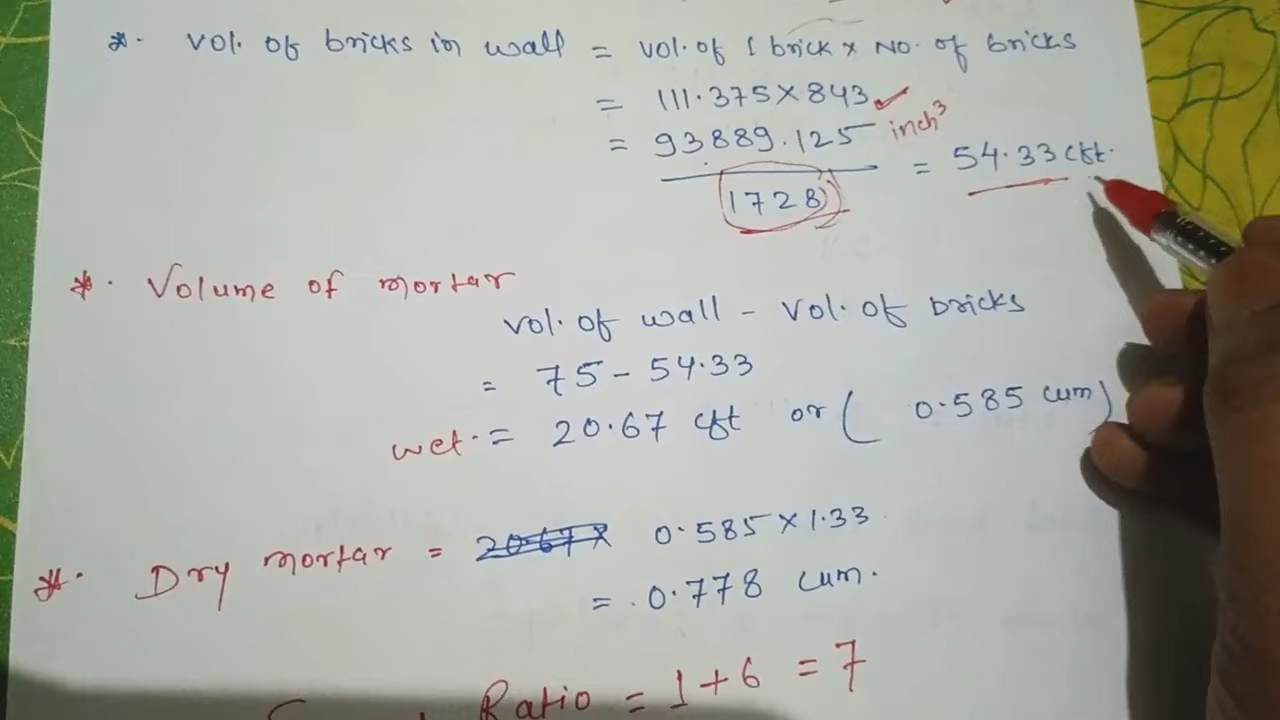 *. vol. of bricks in wall = vol. of 1 brick x No. of bricks
= 111.375 x 843 ✓
= 93889.125 inch³
1728
= 54.33 cft.
*. Volume of mortar
vol. of wall - vol. of bricks
= 75 - 54.33
wet. = 20.67 cft or ( 0.585 cum)
*. Dry mortar = 0.585 x 1.33
= .0.778 cum.
Ratio = 1 + 6 = 7